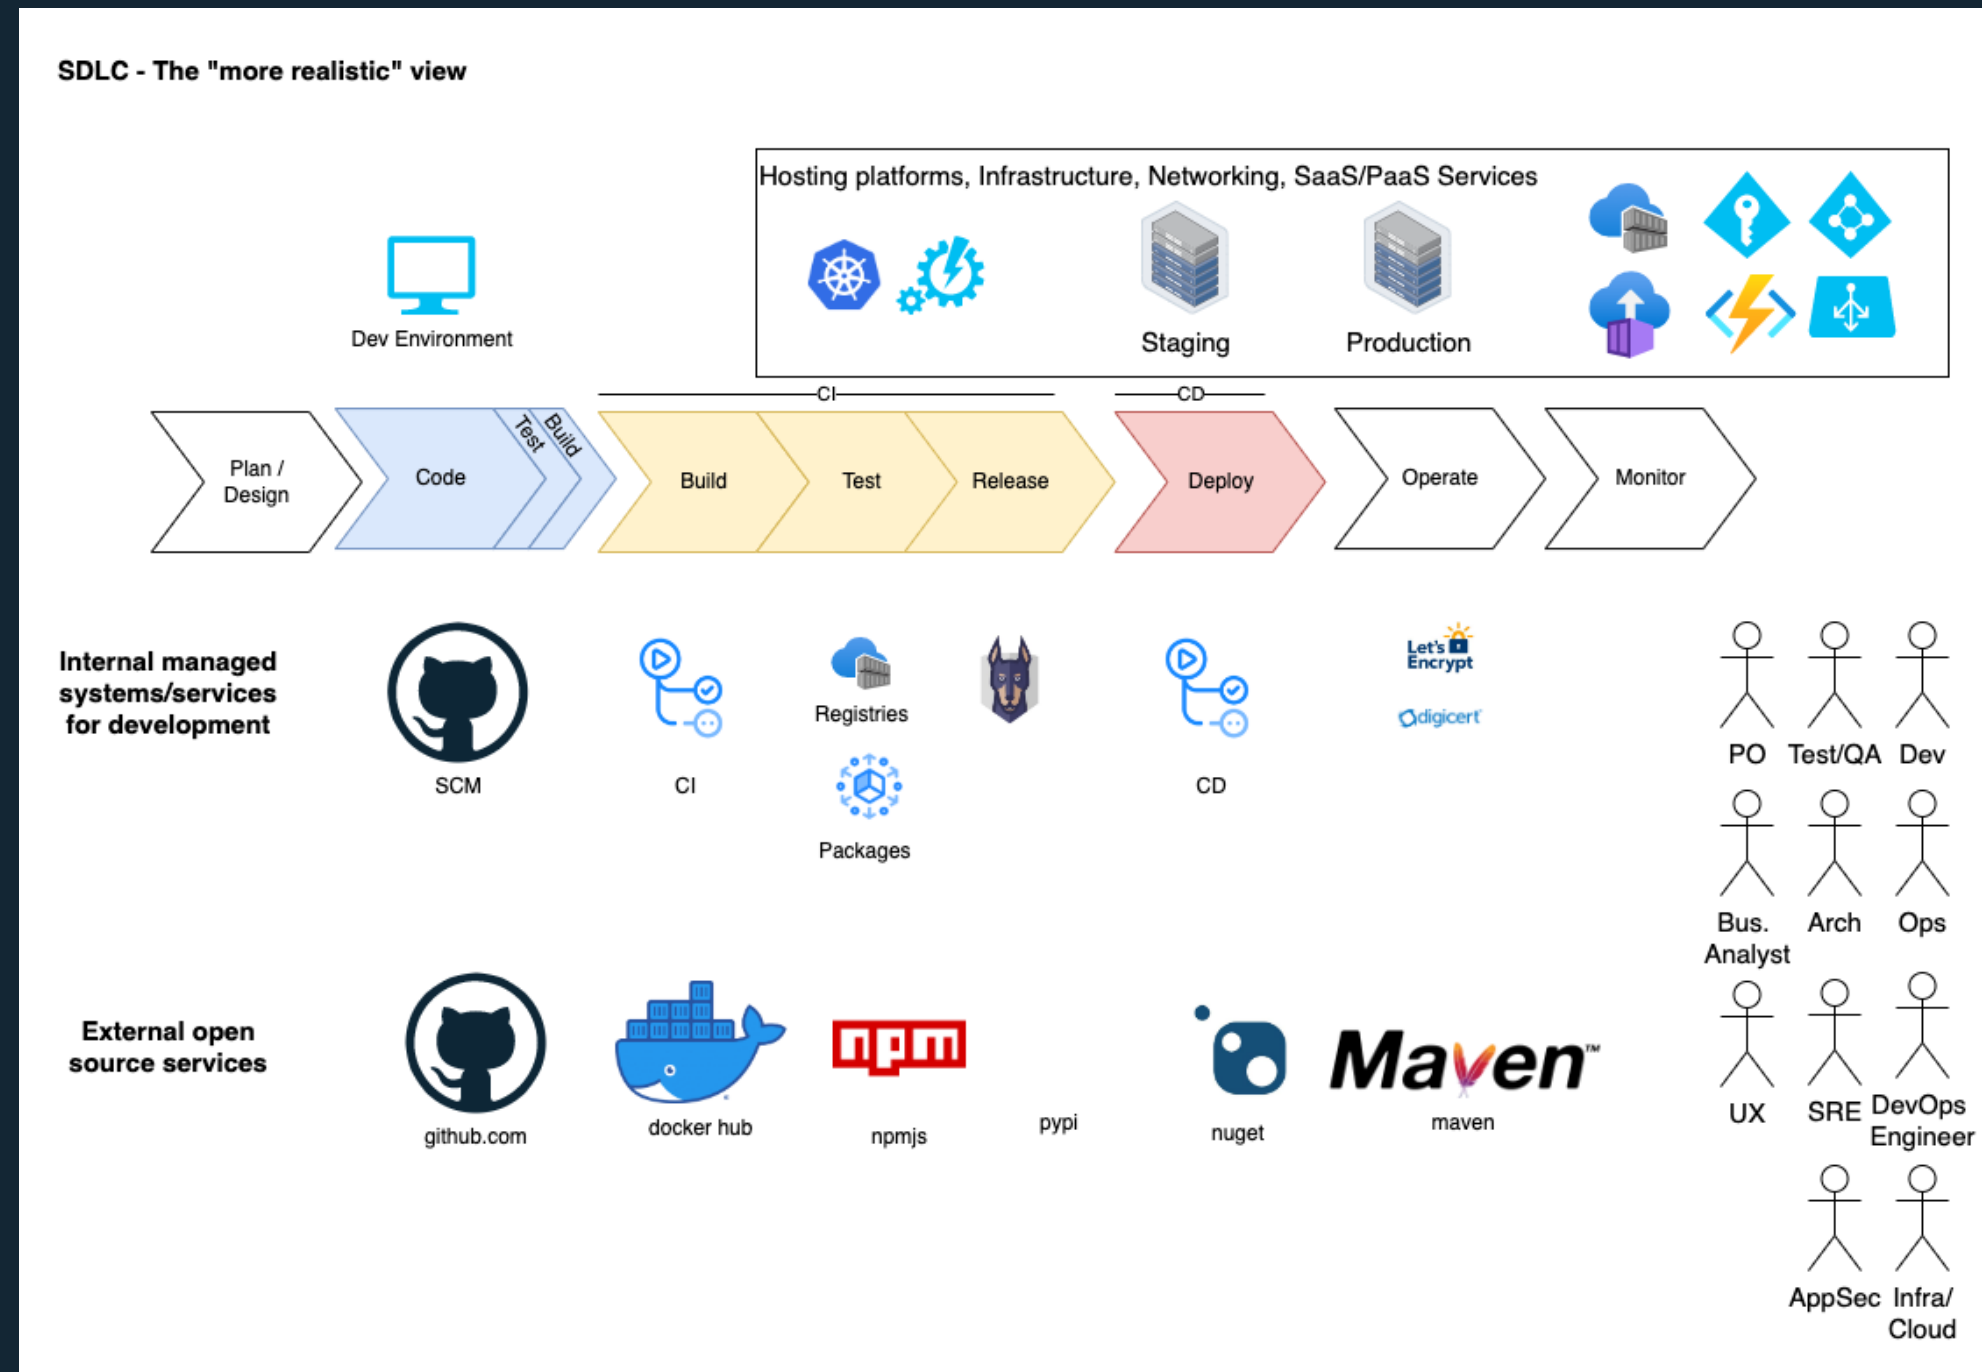 SDLC - The "more realistic" view
Hosting platforms, Infrastructure, Networking, SaaS/PaaS Services
Dev Environment
Staging
Production
CI
CD
Plan /
Design
Code
Test
Build
Build
Test
Release
Deploy
Operate
Monitor
Internal managed
systems/services
for development
SCM
CI
Registries
Packages
CD
Let's
Encrypt
digicert
PO
Test/QA
Dev
Bus.
Analyst
Arch
Ops
External open
source services
github.com
docker hub
npm
npmjs
pypi
nuget
Maven™
maven
UX
SRE
DevOps
Engineer
AppSec
Infra/
Cloud